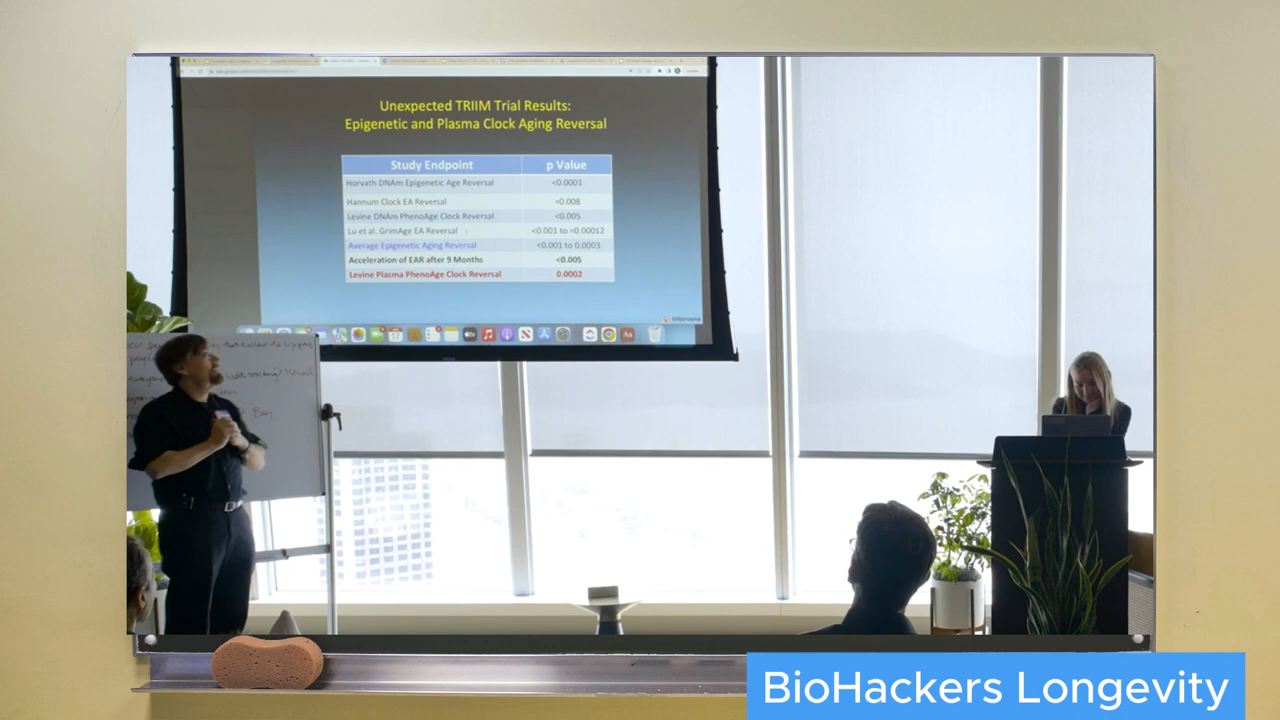 Unexpected TRIIM Trial Results:
Epigenetic and Plasma Clock Aging Reversal
Study Endpoint p Value
Horvath DNAm Epigenetic Age Reversal <0.0001
Hannum Clock EA Reversal =0.008
Levine DNAm PhenoAge Clock Reversal <0.005
Lu et al. GrimAge EA Reversal <0.001 to =0.00012
Average Epigenetic Aging Reversal <0.001 to 0.0003
Acceleration of EAR after 9 Months <0.005
Levine Plasma PhenoAge Clock Reversal 0.0002
intervene
BioHackers Longevity